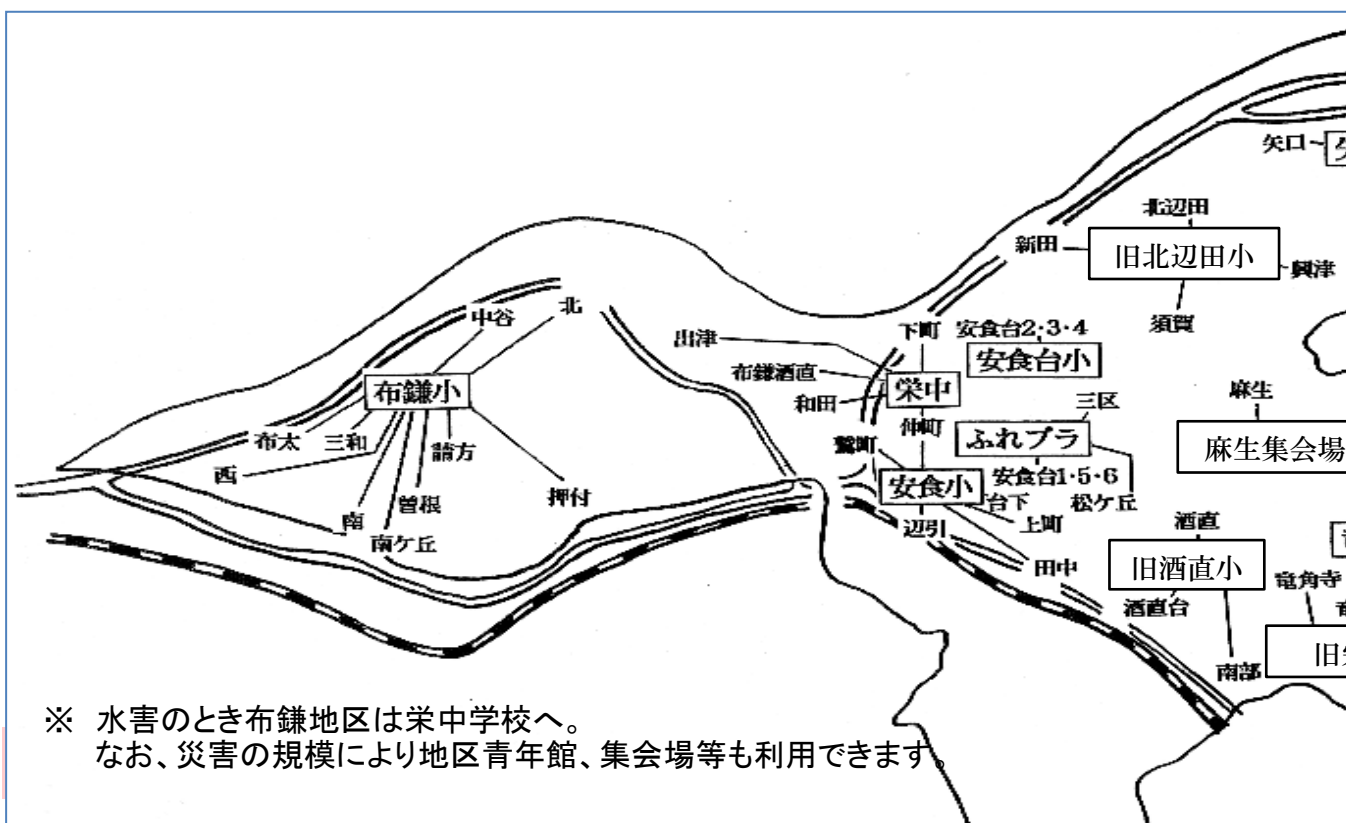 矢口
北辺田
新田
旧北辺田小
興津
須賀
北
中谷
下町
安食台2・3・4
出津
安食台小
布鎌酒直
布鎌小
栄中
和田
三区
麻生
仲町
鷲町
ふれプラ
布太
三和
麻生集会場
西
安食台1・5・6
安食小
台下
松ケ丘
押付
曽根
南
上町
酒直
辺引
南ケ丘
旧酒直小
田中
竜角寺
酒直台
旧
南部
※ 水害のとき布鎌地区は栄中学校へ。
なお、災害の規模により地区青年館、集会場等も利用できます。